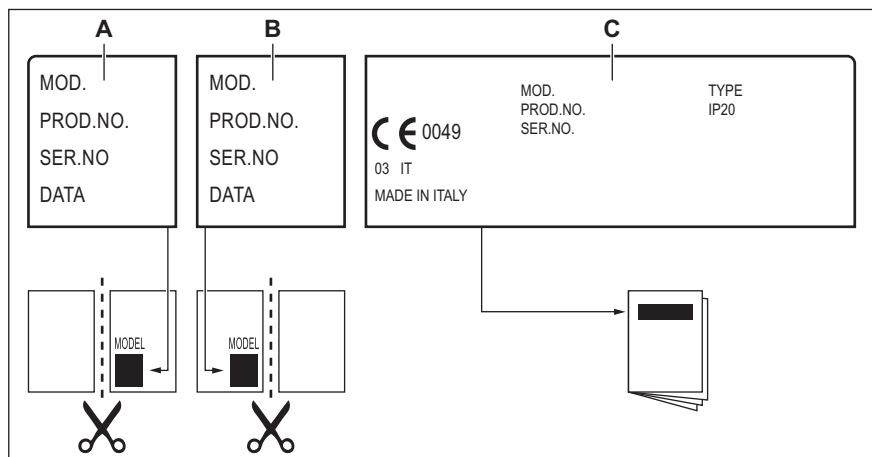 A
B
C
MOD.
PROD.NO.
SER.NO
DATA
MOD.
PROD.NO.
SER.NO
DATA
MOD.
PROD.NO.
SER.NO.
TYPE
IP20
CE 0049
03 IT
MADE IN ITALY
MODEL
MODEL